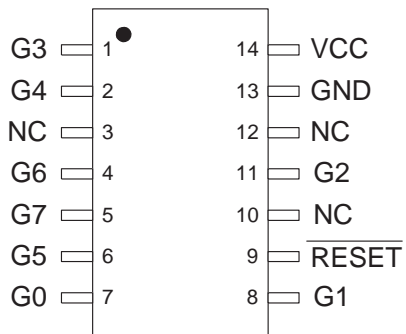 G3 1 14 VCC
G4 2 13 GND
NC 3 12 NC
G6 4 11 G2
G7 5 10 NC
G5 6 9 RESET
G0 7 8 G1